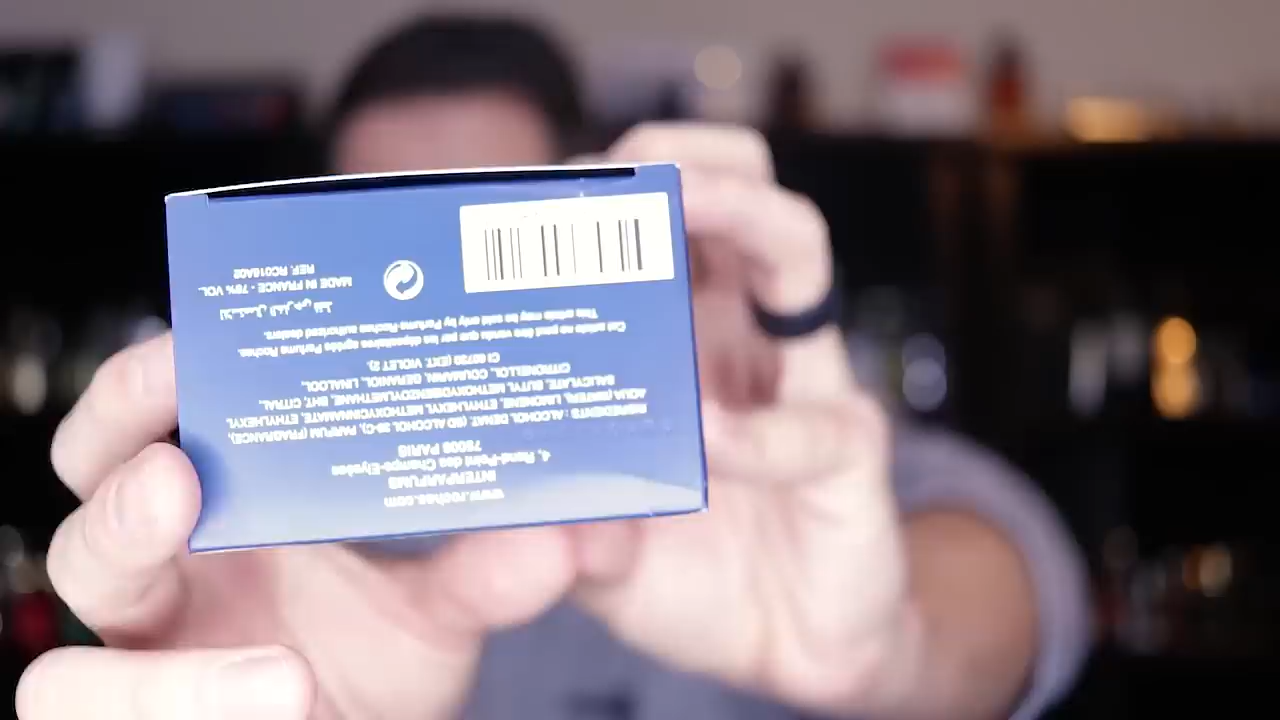 www.rochas.com
INTERPARFUMS
4, Rond-Point des Champs-Elysées
75008 PARIS
INGREDIENTS : ALCOHOL DENAT. (SD ALCOHOL 39-C), PARFUM (FRAGRANCE),
AQUA (WATER), LIMONENE, ETHYLHEXYL METHOXYCINNAMATE, ETHYLHEXYL
SALICYLATE, BUTYL METHOXYDIBENZOYLMETHANE, BHT, CITRAL,
CITRONELLOL, COUMARIN, GERANIOL, LINALOOL,
CI 60730 (EXT. VIOLET 2).
Cet article ne peut être vendu que par les dépositaires agréés Parfums Rochas.
This article may be sold only by Parfums Rochas authorized dealers.
MADE IN FRANCE - 78% VOL.
REF: RC016A02